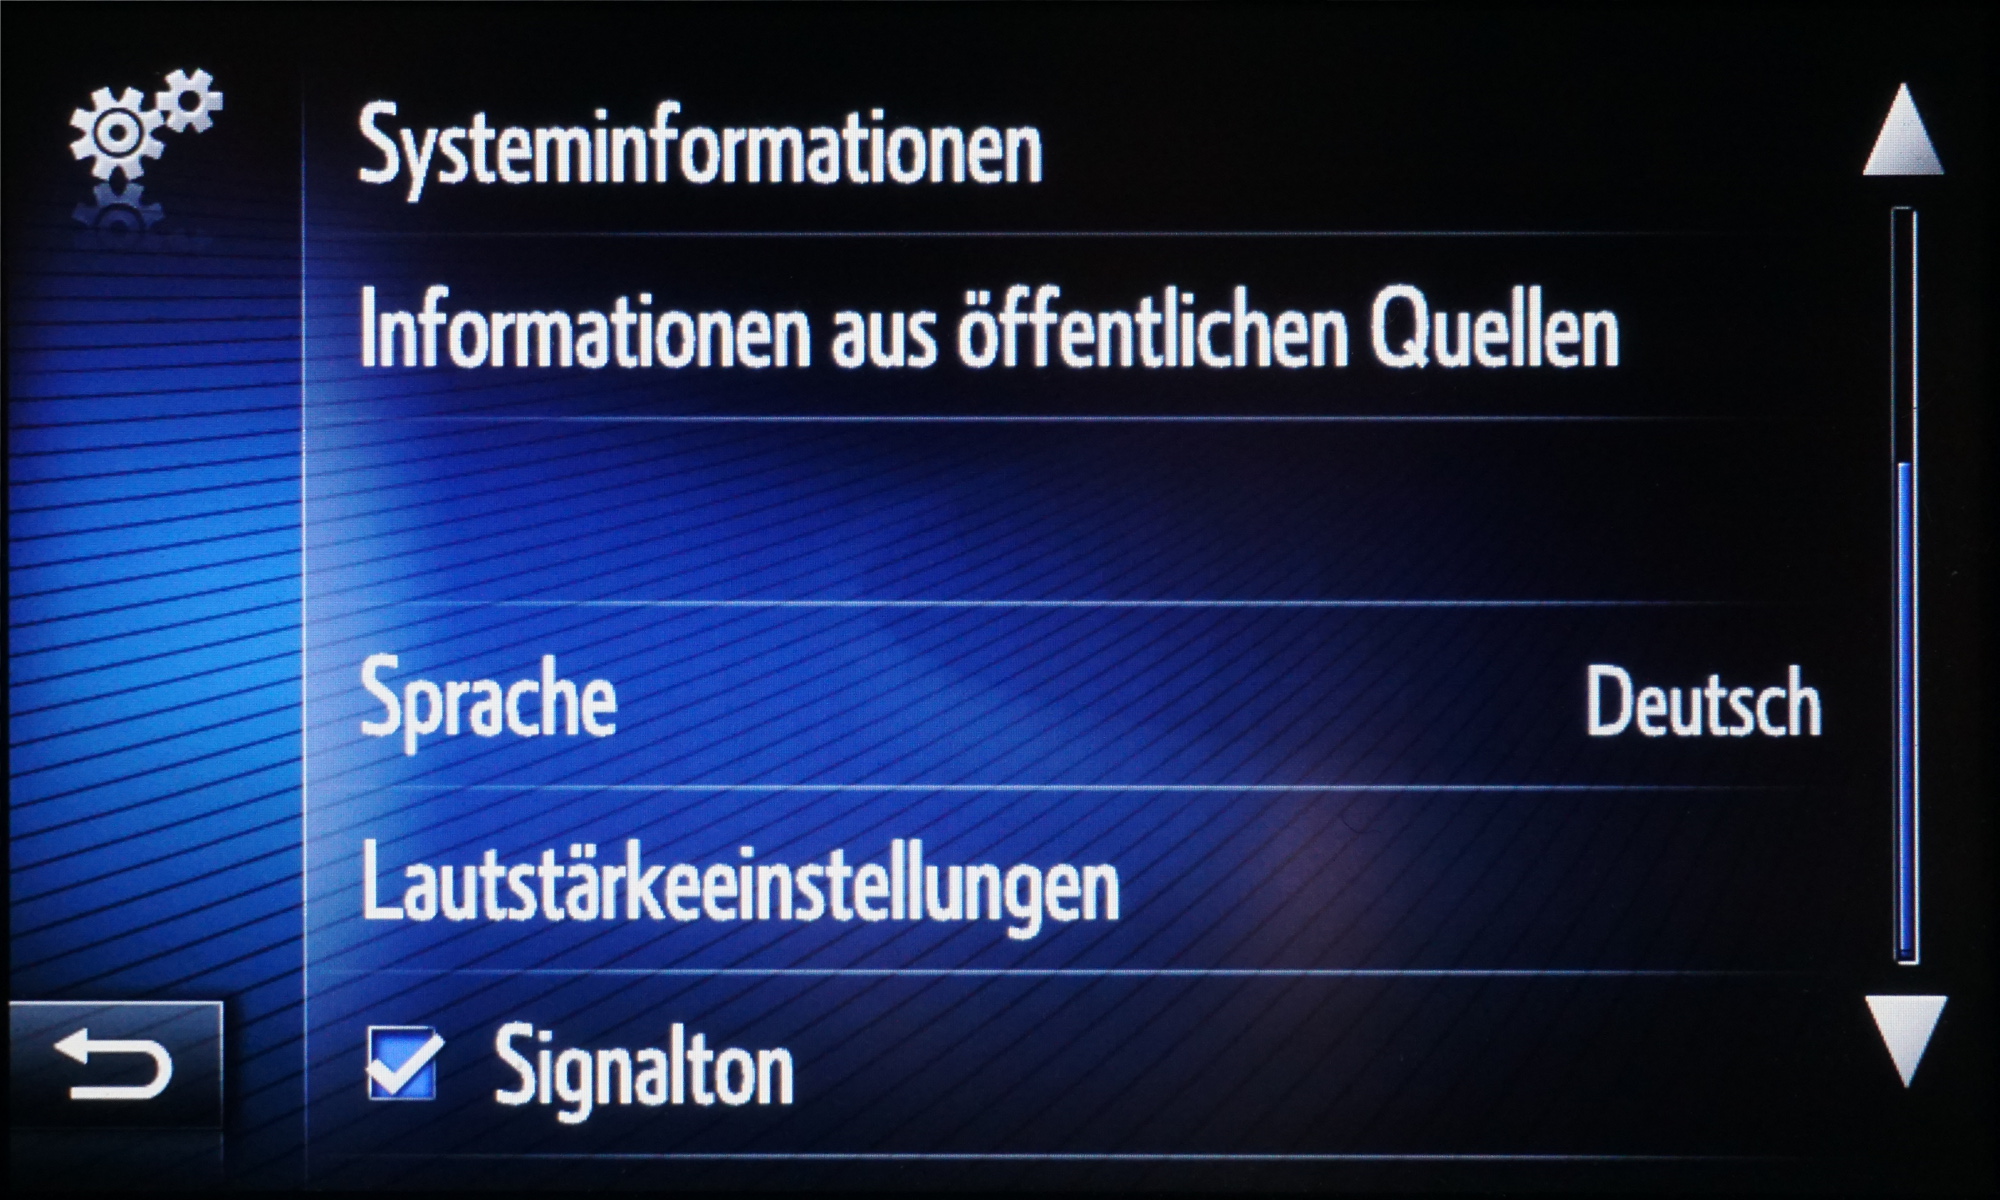 Systeminformationen
Informationen aus öffentlichen Quellen
Sprache Deutsch
Lautstärkeeinstellungen
Signalton